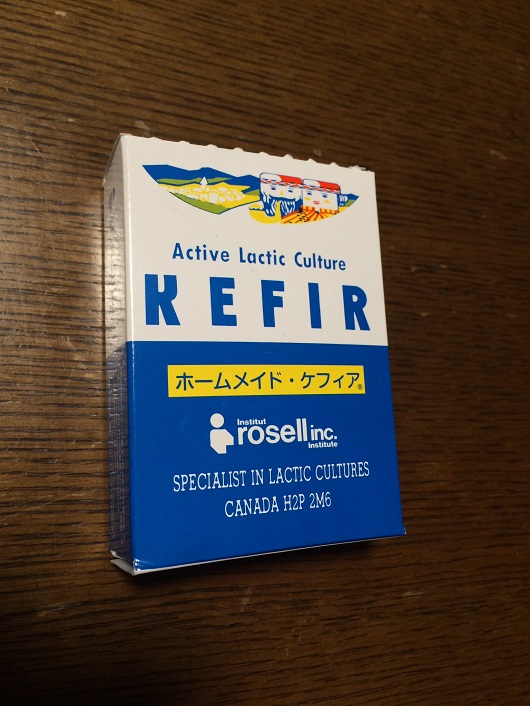 Active Lactic Culture
KEFIR
ホームメイド・ケフィア®
Institut
rosell inc.
Institute
SPECIALIST IN LACTIC CULTURES
CANADA H2P 2M6